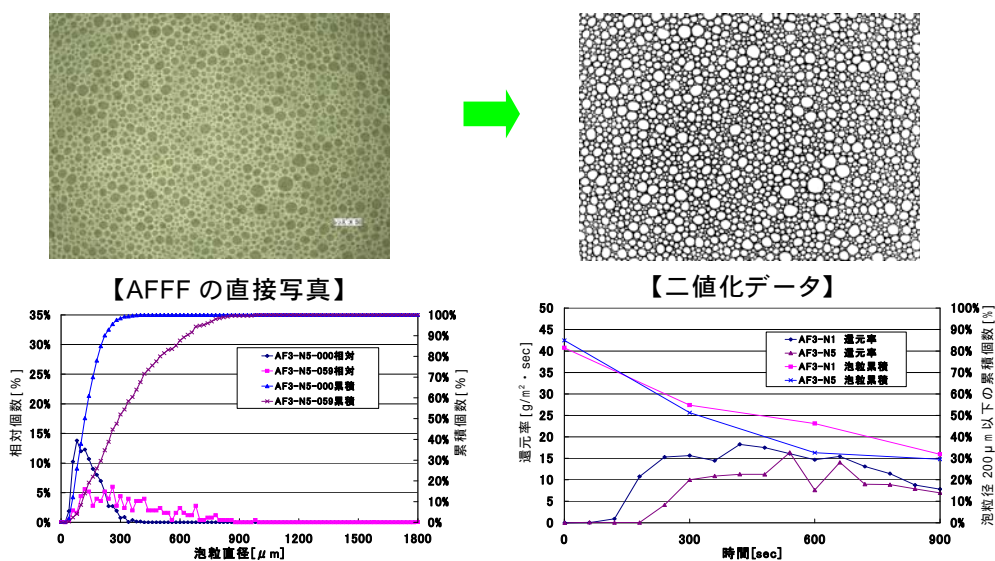 【AFFF の直接写真】
【二値化データ】
35%
30%
25%
20%
15%
10%
5%
0%
相対個数[%]
100%
90%
80%
70%
60%
50%
40%
30%
20%
10%
0%
累積個数[%]
AF3-N5-000相対
AF3-N5-059相対
AF3-N5-000累積
AF3-N5-059累積
0 300 600 900 1200 1500 1800
泡粒直径[μm]
50
45
40
35
30
25
20
15
10
5
0
還元率[g/m²・sec]
100%
90%
80%
70%
60%
50%
40%
30%
20%
10%
0%
泡粒径200μm以下の累積個数[%]
AF3-N1 還元率
AF3-N5 還元率
AF3-N1 泡粒累積
AF3-N5 泡粒累積
0 300 600 900
時間[sec]